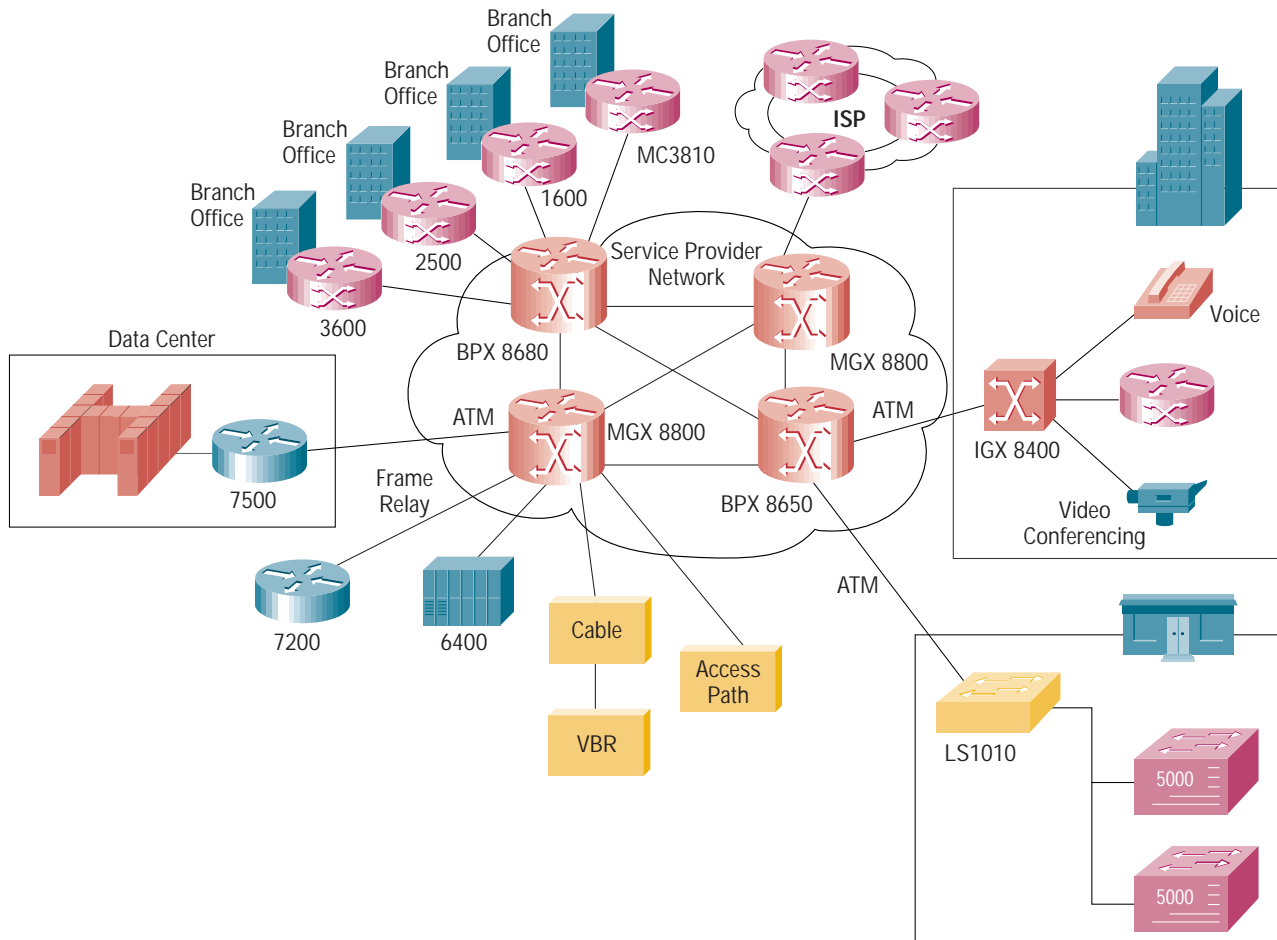 Branch
Office
Branch
Office
Branch
Office
Branch
Office
ISP
MC3810
1600
2500
3600
Service Provider
Network
BPX 8680
MGX 8800
Data Center
7500
ATM
MGX 8800
ATM
BPX 8650
IGX 8400
Voice
Video
Conferencing
Frame
Relay
7200
6400
Cable
VBR
Access
Path
ATM
LS1010
5000
5000